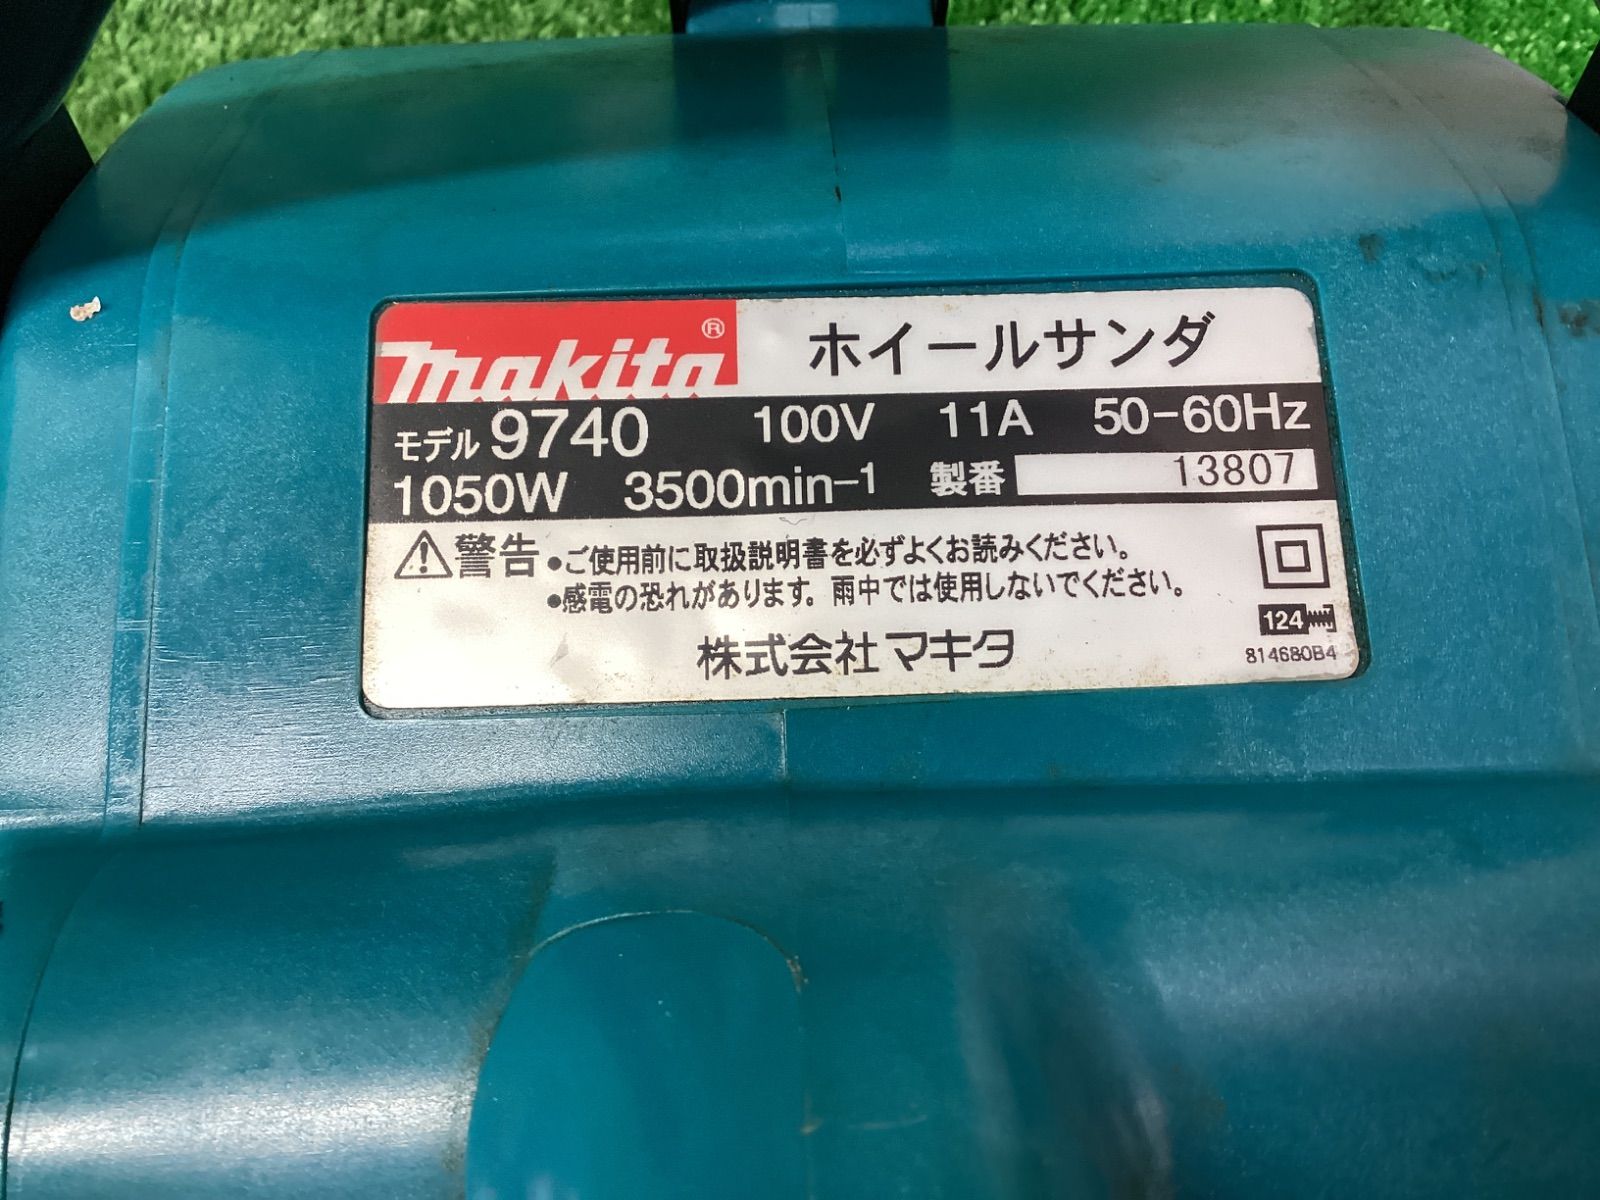 makita® ホイールサンダ
モデル 9740 100V 11A 50-60Hz
1050W 3500min-1 製番 13807
⚠警告 •ご使用前に取扱説明書を必ずよくお読みください。
•感電の恐れがあります。雨中では使用しないでください。
124
株式会社マキタ
814680B4